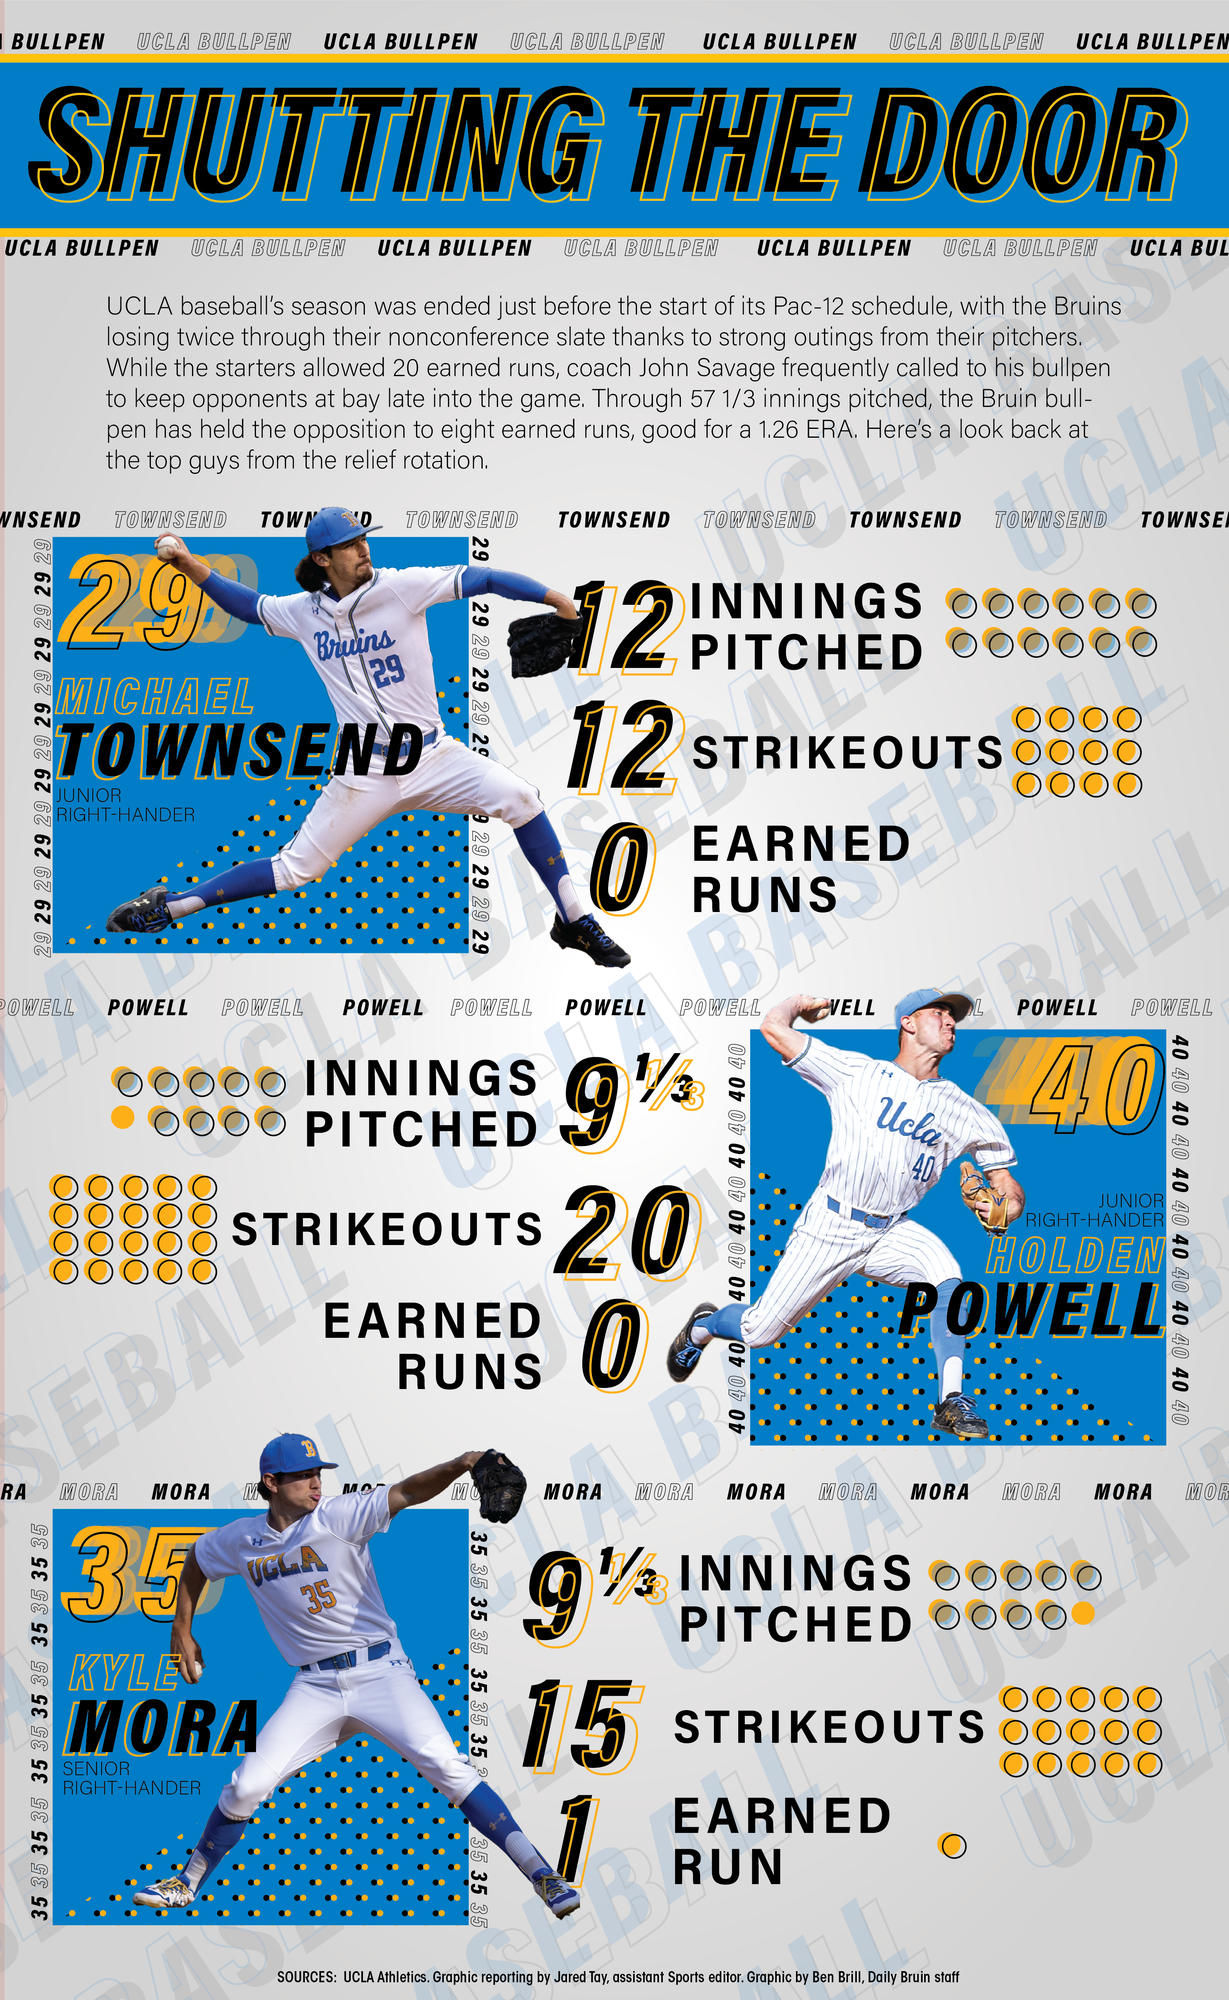 BULLPEN UCLA BULLPEN UCLA BULLPEN UCLA BULLPEN UCLA BULLPEN UCLA BULLPEN UCLA BULLPEN
SHUTTING THE DOOR
UCLA BULLPEN UCLA BULLPEN UCLA BULLPEN UCLA BULLPEN UCLA BULLPEN UCLA BULLPEN UCLA BUL
UCLA baseball's season was ended just before the start of its Pac-12 schedule, with the Bruins
losing twice through their nonconference slate thanks to strong outings from their pitchers.
While the starters allowed 20 earned runs, coach John Savage frequently called to his bullpen
to keep opponents at bay late into the game. Through 57 1/3 innings pitched, the Bruin bull-
pen has held the opposition to eight earned runs, good for a 1.26 ERA. Here's a look back at
the top guys from the relief rotation.
WNSEND TOWNSEND TOWN ND TOWNSEND TOWNSEND TOWNSEND TOWNSEND TOWNSEND TOWNSE
29
Bruins
29
MICHAEL
TOWNSEND
JUNIOR
RIGHT-HANDER
12 INNINGS
PITCHED
12 STRIKEOUTS
0 EARNED
RUNS
POWELL POWELL POWELL POWELL POWELL POWELL POWELL WELL L POWELL POWELL
INNINGS
PITCHED 9 1/3
STRIKEOUTS 20
EARNED
RUNS 0
40
Ucla
40
JUNIOR
RIGHT-HANDER
HOLDEN
POWELL
RA MORA MORA M MO MO MORA MORA MORA MORA MORA MORA MORA MOR
35
UCLA
35
KYLE
MORA
SENIOR
RIGHT-HANDER
9 1/3 INNINGS
PITCHED
15 STRIKEOUTS
1 EARNED
RUN
SOURCES: UCLA Athletics. Graphic reporting by Jared Tay, assistant Sports editor. Graphic by Ben Brill, Daily Bruin staff